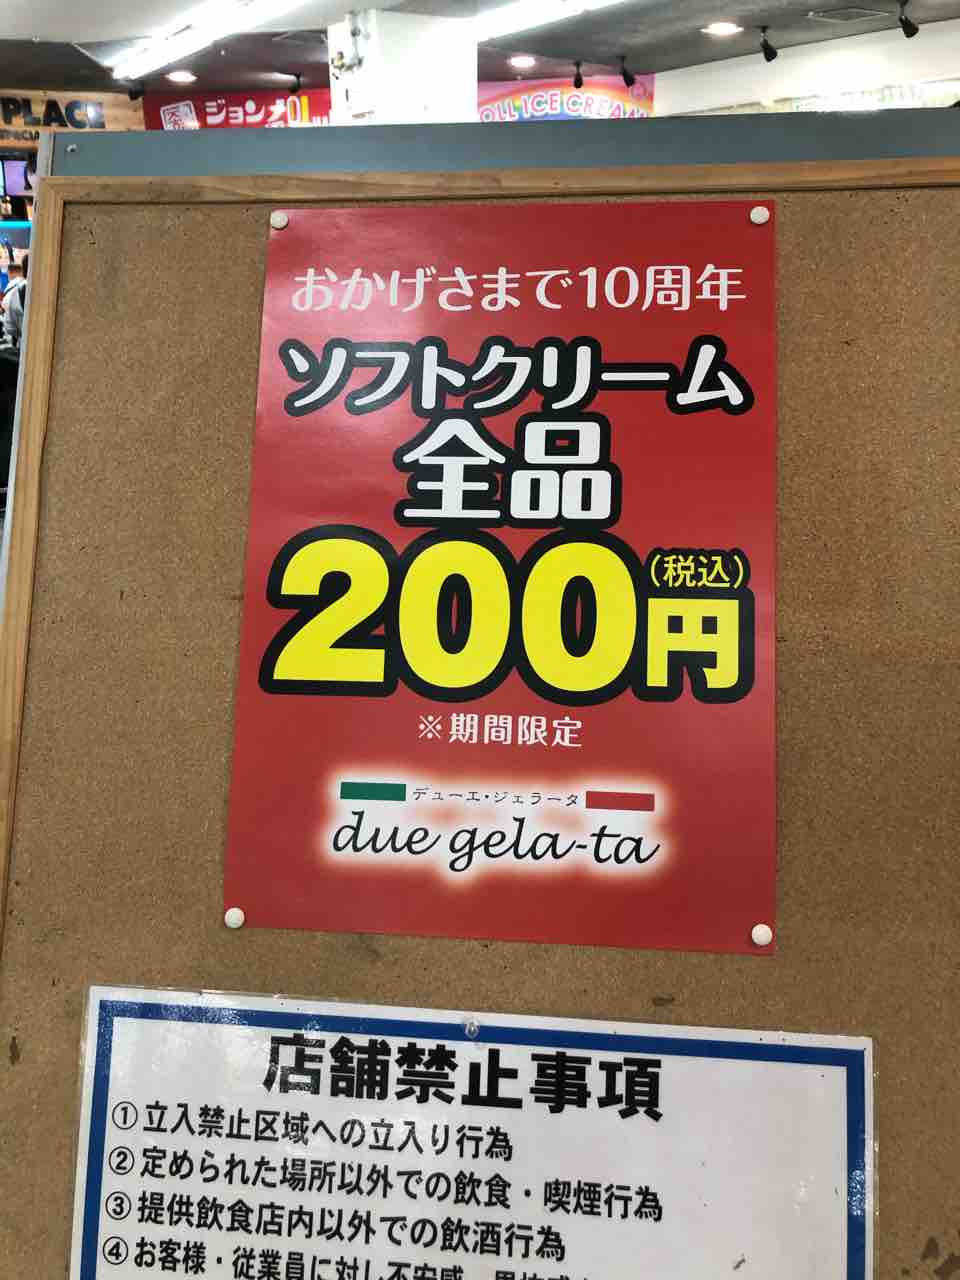 PLACE
SPECIA
ジョン
OLL ICE CREAM
おかげさまで10周年
ソフトクリーム
全品
200円(税込)
※期間限定
デューエ・ジェラータ
due gela-ta
店舗禁止事項
①立入禁止区域への立入り行為
②定められた場所以外での飲食・喫煙行為
③提供飲食店内以外での飲酒行為
④お客様・従業員に対し不安感